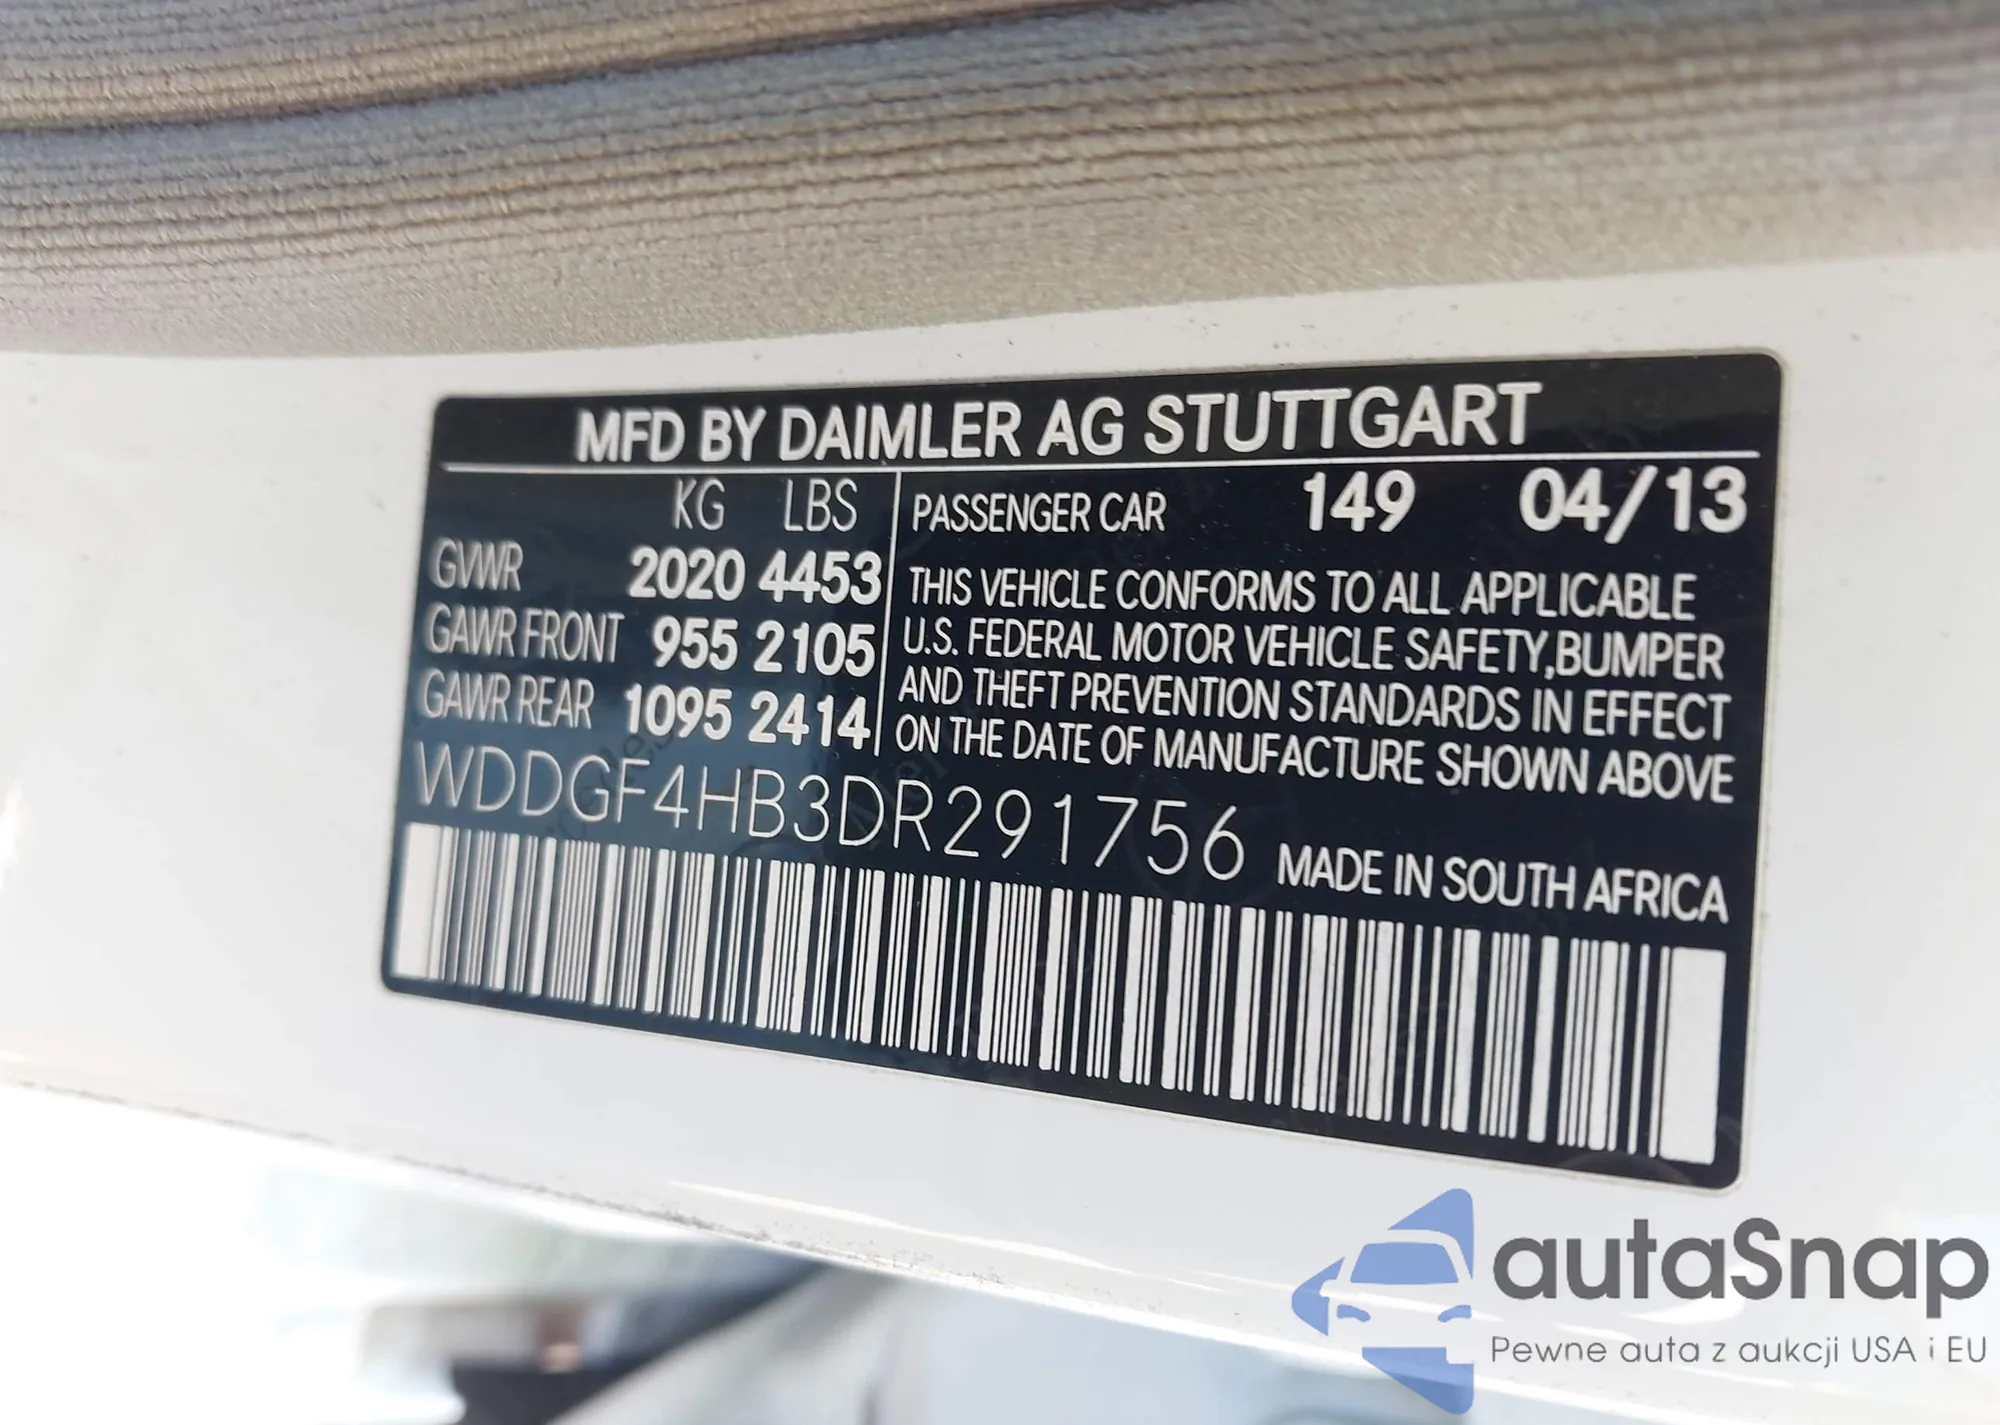 MFD BY DAIMLER AG STUTTGART
KG LBS
GVWR 2020 4453
GAWR FRONT 955 2105
GAWR REAR 1095 2414
PASSENGER CAR 149 04/13
THIS VEHICLE CONFORMS TO ALL APPLICABLE
U.S. FEDERAL MOTOR VEHICLE SAFETY,BUMPER
AND THEFT PREVENTION STANDARDS IN EFFECT
ON THE DATE OF MANUFACTURE SHOWN ABOVE
WDDGF4HB3DR291756
MADE IN SOUTH AFRICA
autaSnap
Pewne auta z aukcji USA i EU